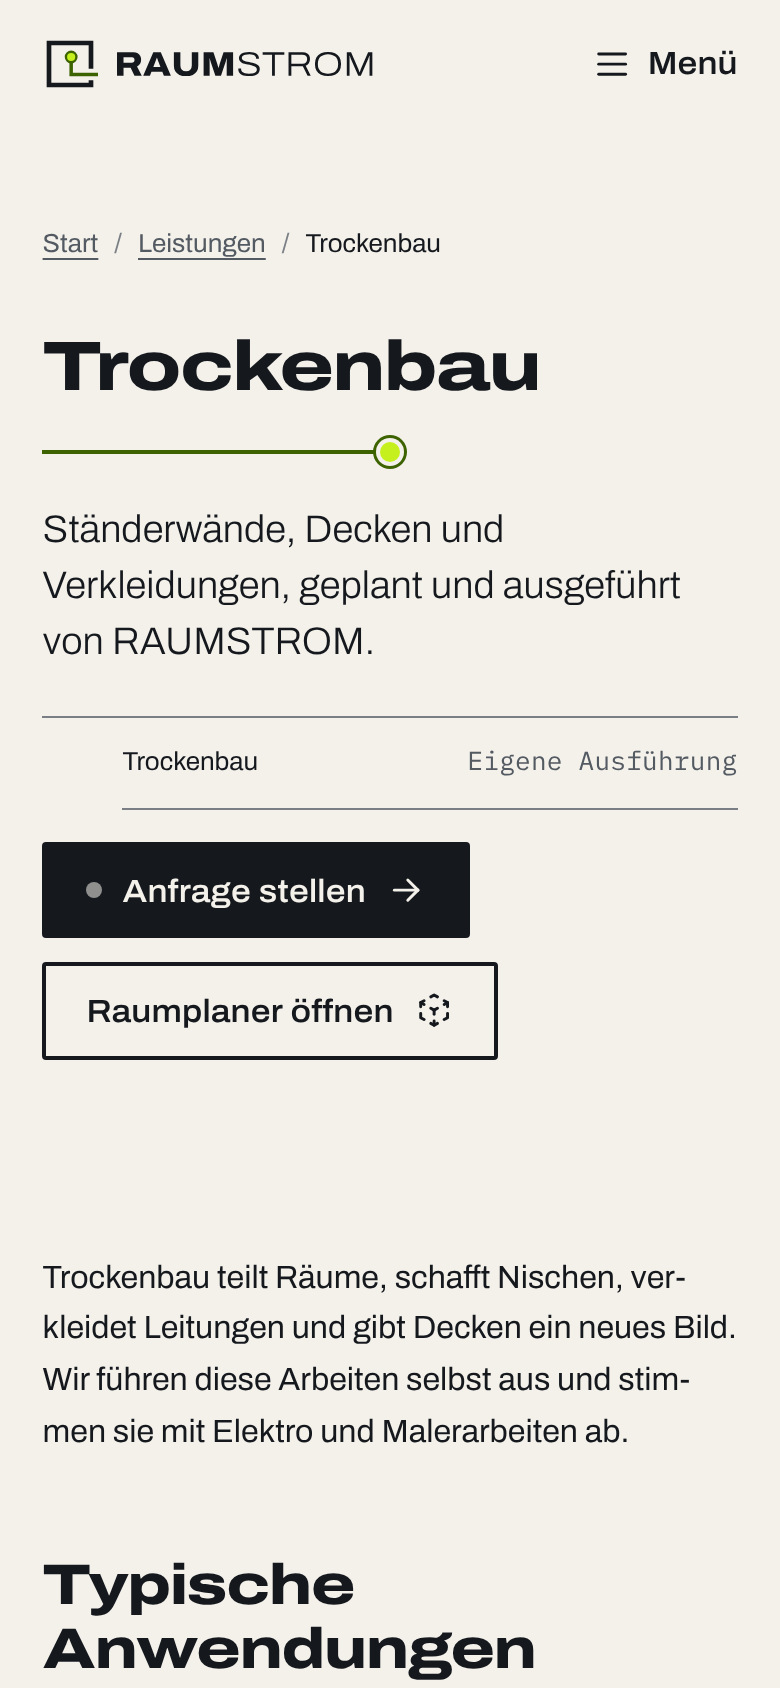 RAUMSTROM
Menü
Start / Leistungen / Trockenbau
Trockenbau
Ständerwände, Decken und
Verkleidungen, geplant und ausgeführt
von RAUMSTROM.
Trockenbau Eigene Ausführung
Anfrage stellen →
Raumplaner öffnen
Trockenbau teilt Räume, schafft Nischen, ver-
kleidet Leitungen und gibt Decken ein neues Bild.
Wir führen diese Arbeiten selbst aus und stim-
men sie mit Elektro und Malerarbeiten ab.
Typische
Anwendungen